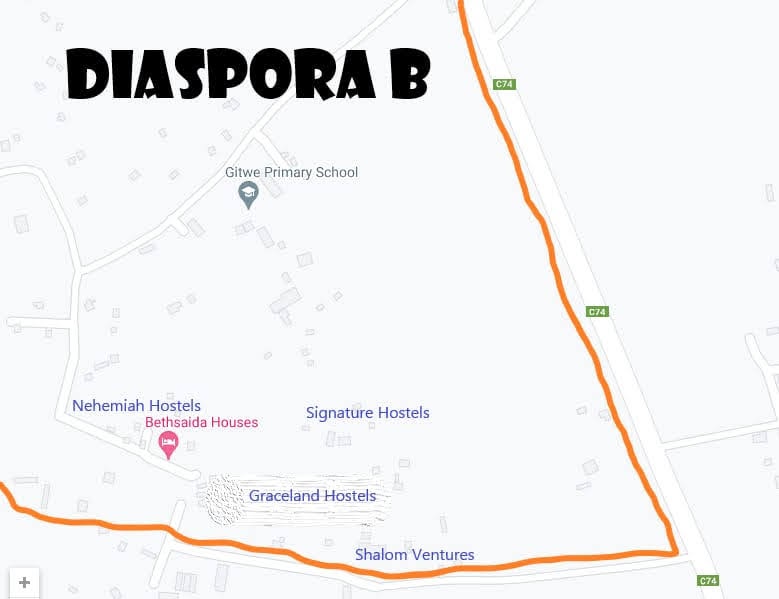 DIASPORA B
C74
Gitwe Primary School
C74
Nehemiah Hostels
Signature Hostels
Bethsaida Houses
Graceland Hostels
Shalom Ventures
C74
+